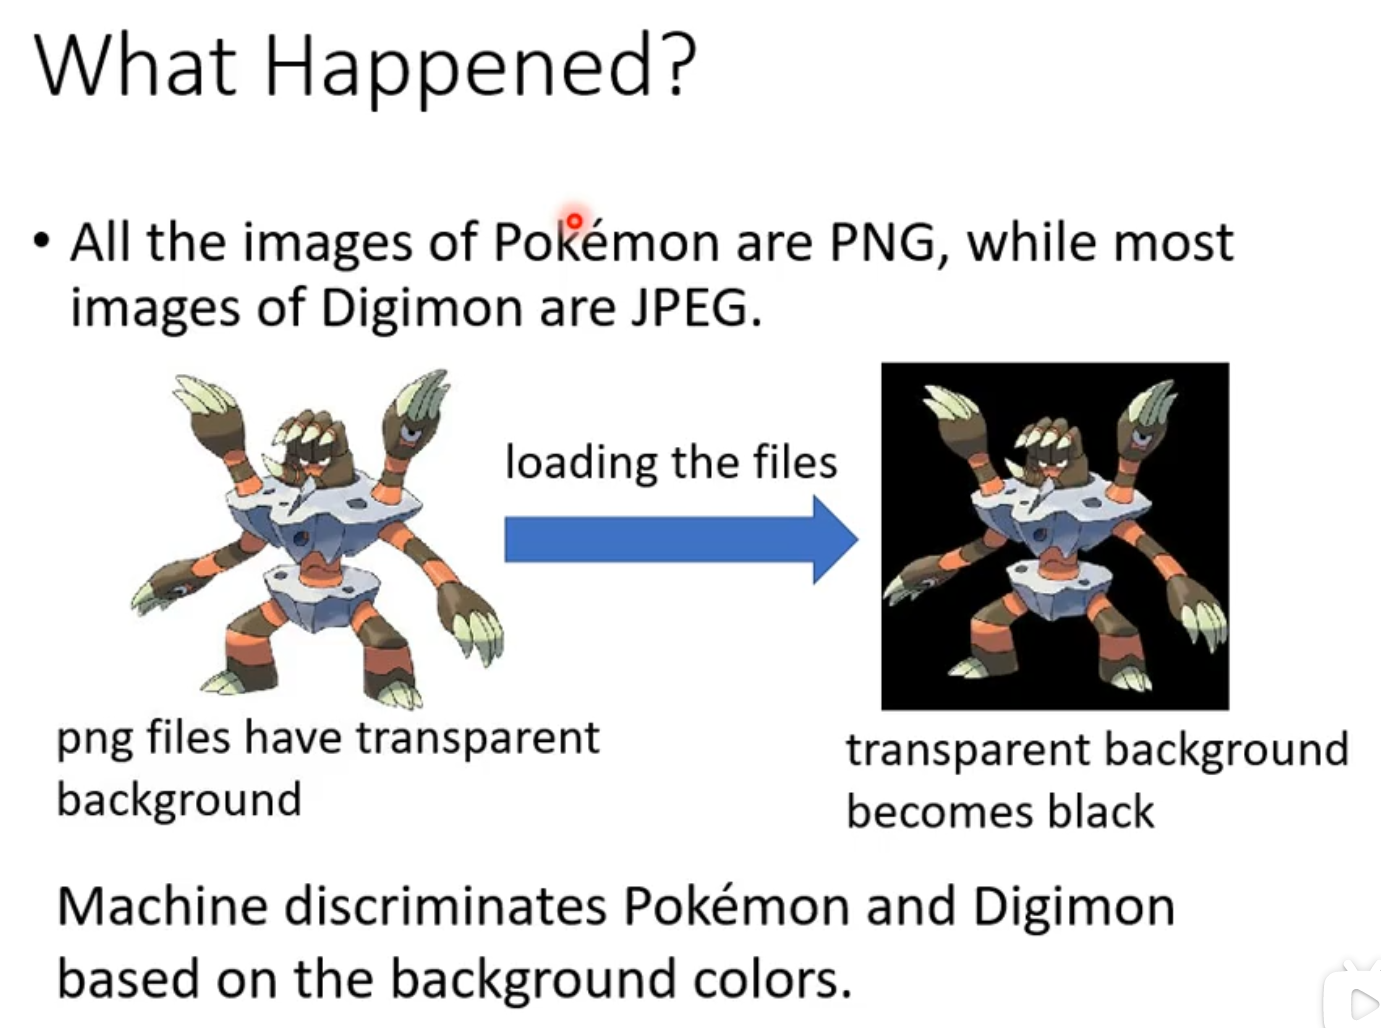 What Happened?
• All the images of Pokémon are PNG, while most
images of Digimon are JPEG.
loading the files
png files have transparent
background
transparent background
becomes black
Machine discriminates Pokémon and Digimon
based on the background colors.